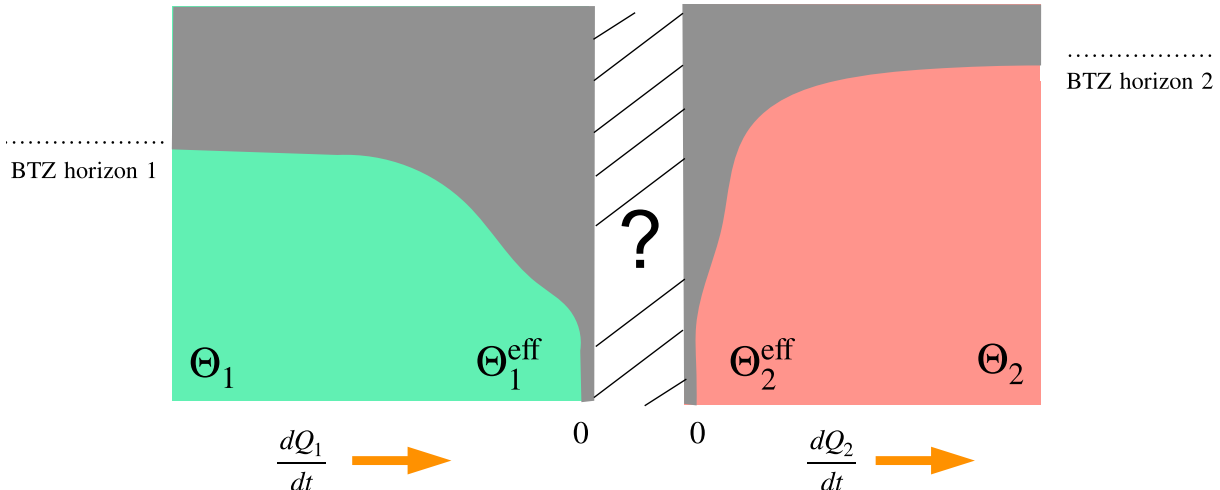 BTZ horizon 2
BTZ horizon 1
?
Θ₁ Θ₁ᵉᶠᶠ Θ₂ᵉᶠᶠ Θ₂
0 0
dQ₁/dt dQ₂/dt